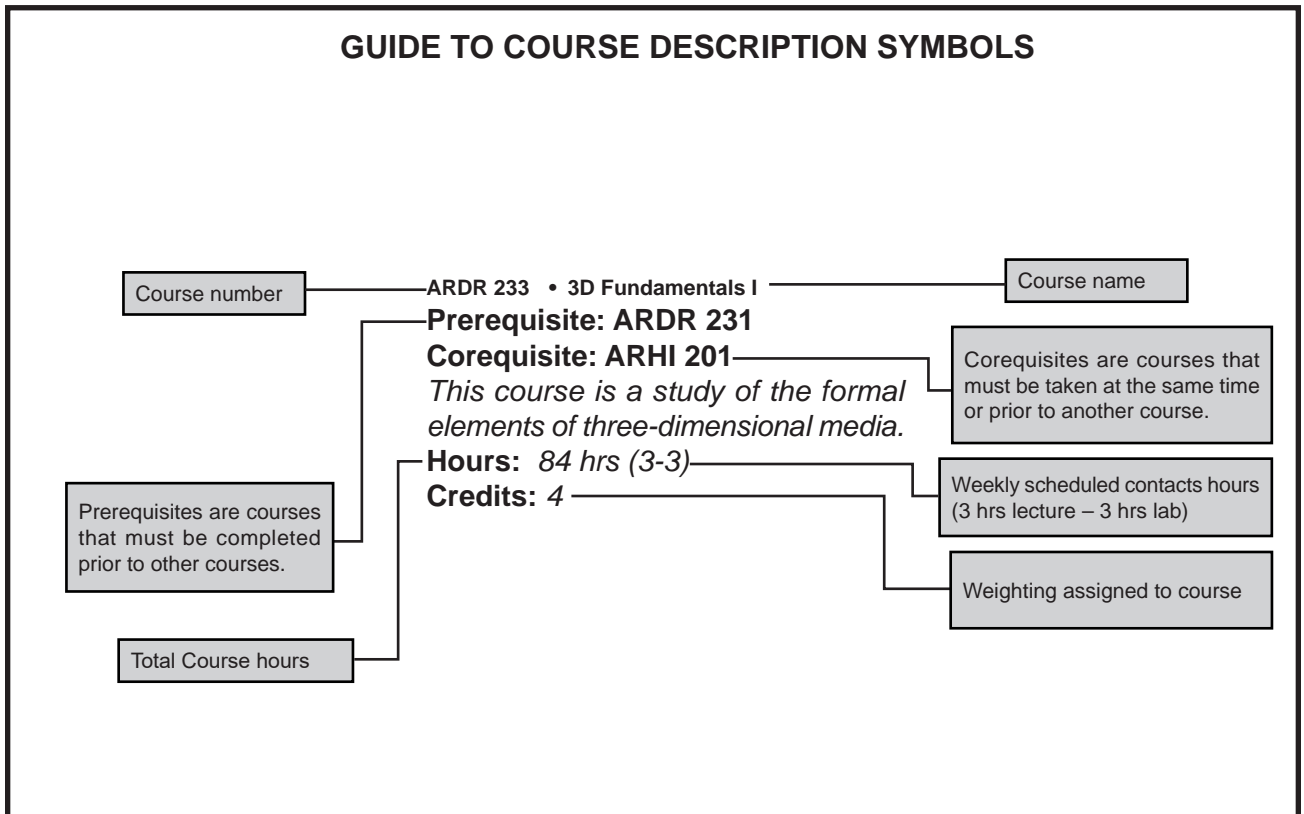 GUIDE TO COURSE DESCRIPTION SYMBOLS
Course number
ARDR 233 • 3D Fundamentals I
Course name
Prerequisite: ARDR 231
Corequisite: ARHI 201
This course is a study of the formal
elements of three-dimensional media.
Hours: 84 hrs (3-3)
Credits: 4
Corequisites are courses that
must be taken at the same time
or prior to another course.
Prerequisites are courses
that must be completed
prior to other courses.
Weekly scheduled contacts hours
(3 hrs lecture – 3 hrs lab)
Weighting assigned to course
Total Course hours